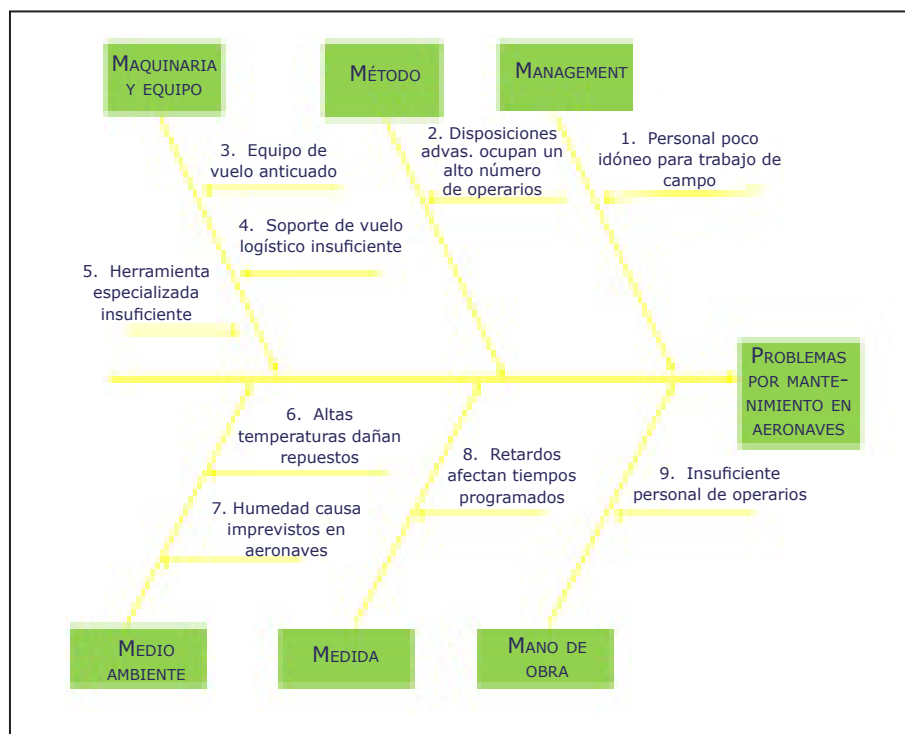 MAQUINARIA
Y EQUIPO
MÉTODO
MANAGEMENT
3. Equipo de
vuelo anticuado
2. Disposiciones
advas. ocupan un
alto número
de operarios
1. Personal poco
idóneo para trabajo de
campo
4. Soporte de vuelo
logístico insuficiente
5. Herramienta
especializada
insuficiente
PROBLEMAS
POR MANTE-
NIMIENTO EN
AERONAVES
6. Altas
temperaturas dañan
repuestos
7. Humedad causa
imprevistos en
aeronaves
8. Retardos
afectan tiempos
programados
9. Insuficiente
personal de operarios
MEDIO
AMBIENTE
MEDIDA
MANO DE
OBRA